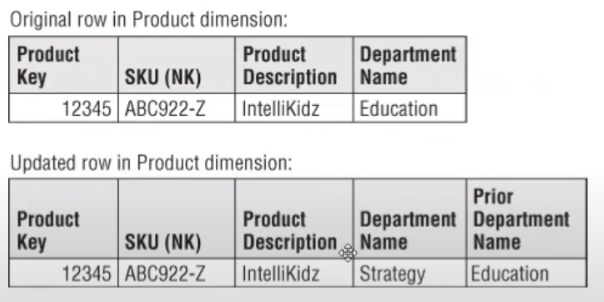 Original row in Product dimension:
Product Key | SKU (NK) | Product Description | Department Name
12345 | ABC922-Z | IntelliKidz | Education
Updated row in Product dimension:
Product Key | SKU (NK) | Product Description | Department Name | Prior Department Name
12345 | ABC922-Z | IntelliKidz | Strategy | Education